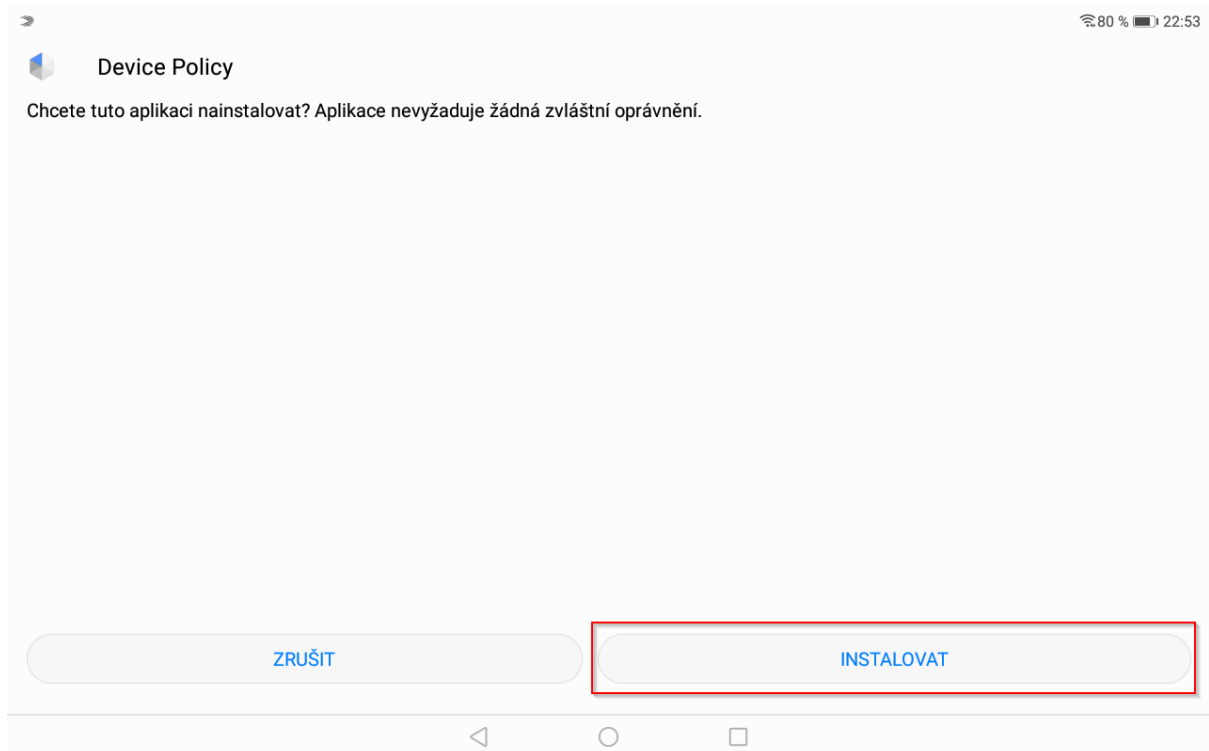 80 % 22:53
Device Policy
Chcete tuto aplikaci nainstalovat? Aplikace nevyžaduje žádná zvláštní oprávnění.
ZRUŠIT
INSTALOVAT